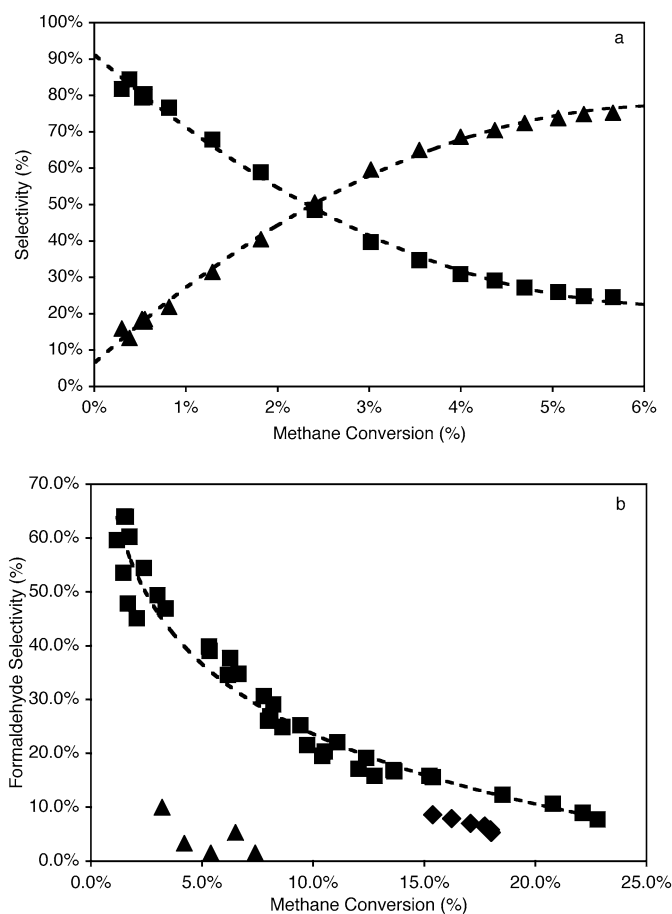 100%
a
90%
80%
70%
60%
50%
40%
30%
20%
10%
0%
Selectivity (%)
0% 1% 2% 3% 4% 5% 6%
Methane Conversion (%)
70.0%
b
60.0%
50.0%
40.0%
30.0%
20.0%
10.0%
0.0%
Formaldehyde Selectivity (%)
0.0% 5.0% 10.0% 15.0% 20.0% 25.0%
Methane Conversion (%)